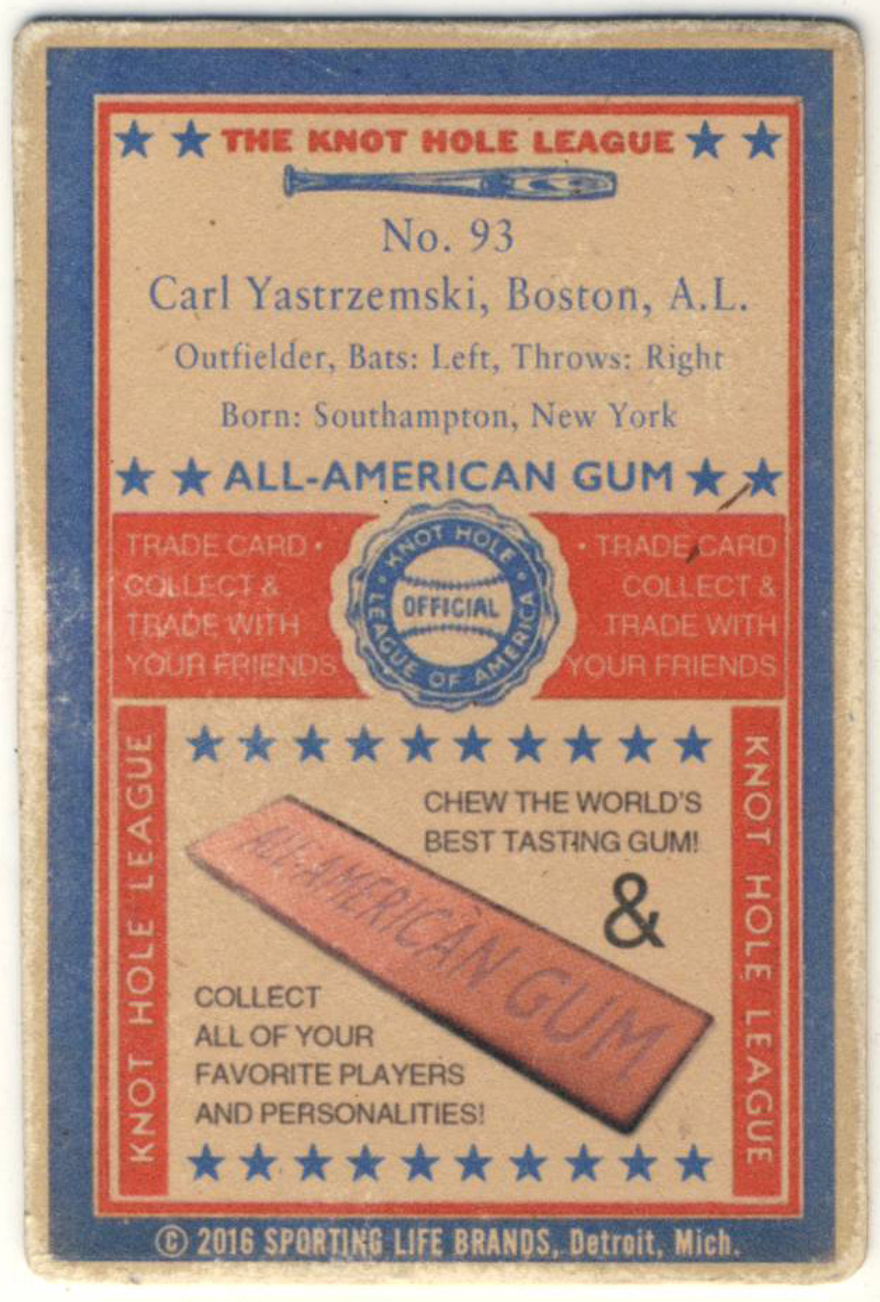 THE KNOT HOLE LEAGUE
No. 93
Carl Yastrzemski, Boston, A.L.
Outfielder, Bats: Left, Throws: Right
Born: Southampton, New York
ALL-AMERICAN GUM
TRADE CARD •
COLLECT &
TRADE WITH
YOUR FRIENDS
• KNOT HOLE •
LEAGUE OF AMERICA
OFFICIAL
• TRADE CARD
COLLECT &
TRADE WITH
YOUR FRIENDS
KNOT HOLE LEAGUE
CHEW THE WORLD'S
BEST TASTING GUM!
&
ALL-AMERICAN GUM
COLLECT
ALL OF YOUR
FAVORITE PLAYERS
AND PERSONALITIES!
KNOT HOLE LEAGUE
© 2016 SPORTING LIFE BRANDS, Detroit, Mich.